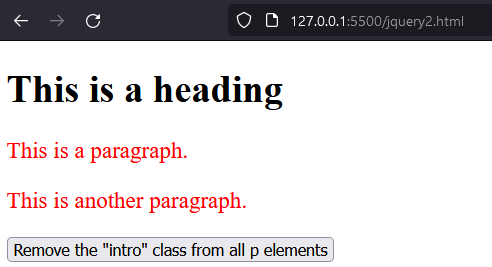 127.0.0.1:5500/jquery2.html
This is a heading
This is a paragraph.
This is another paragraph.
Remove the "intro" class from all p elements